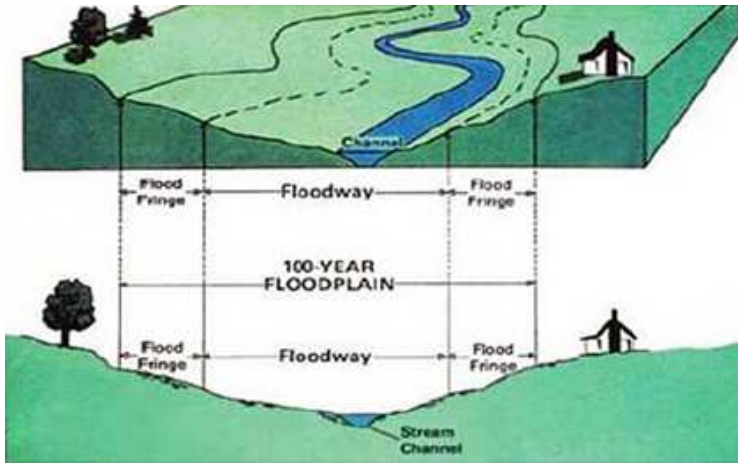 Channel
Flood
Fringe
Floodway
Flood
Fringe
100-YEAR
FLOODPLAIN
Flood
Fringe
Floodway
Flood
Fringe
Stream
Channel